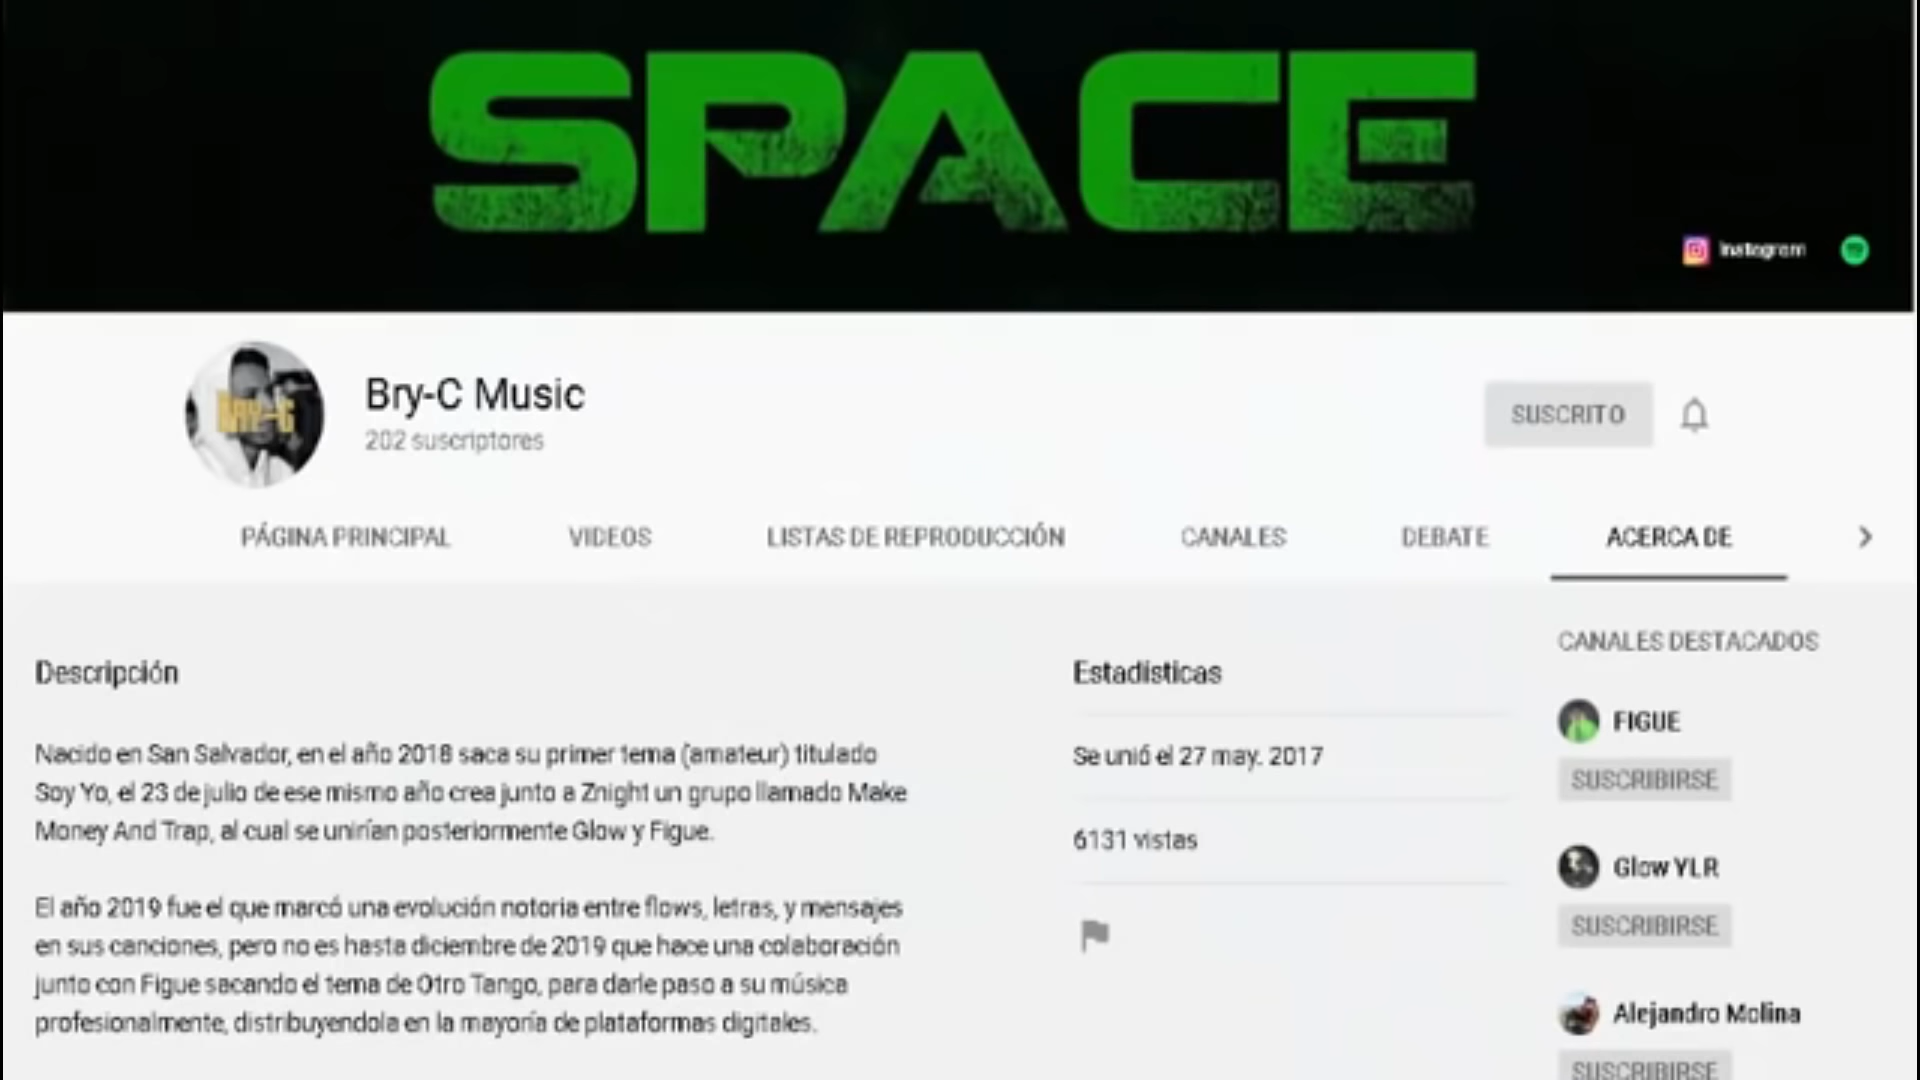 SPACE
Instagram
BRY-C
Bry-C Music
202 suscriptores
SUSCRITO
PÁGINA PRINCIPAL
VIDEOS
LISTAS DE REPRODUCCIÓN
CANALES
DEBATE
ACERCA DE
Descripción
Nacido en San Salvador, en el año 2018 saca su primer tema (amateur) titulado
Soy Yo, el 23 de julio de ese mismo año crea junto a Znight un grupo llamado Make
Money And Trap, al cual se unirían posteriormente Glow y Figue.
El año 2019 fue el que marcó una evolución notoria entre flows, letras, y mensajes
en sus canciones, pero no es hasta diciembre de 2019 que hace una colaboración
junto con Figue sacando el tema de Otro Tango, para darle paso a su música
profesionalmente, distribuyendola en la mayoría de plataformas digitales.
Estadísticas
Se unió el 27 may. 2017
6131 vistas
CANALES DESTACADOS
FIGUE
SUSCRIBIRSE
Glow YLR
SUSCRIBIRSE
Alejandro Molina
SUSCRIBIRSE